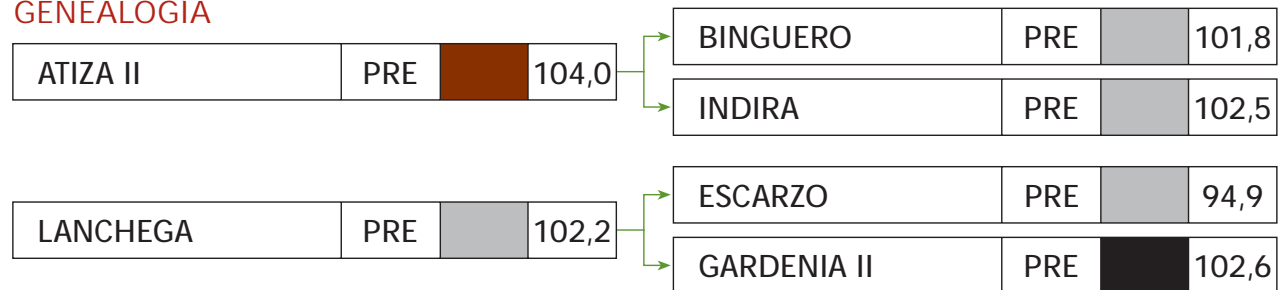 GENEALOGÍA
ATIZA II PRE 104,0
BINGUERO PRE 101,8
INDIRA PRE 102,5
LANCHEGA PRE 102,2
ESCARZO PRE 94,9
GARDENIA II PRE 102,6